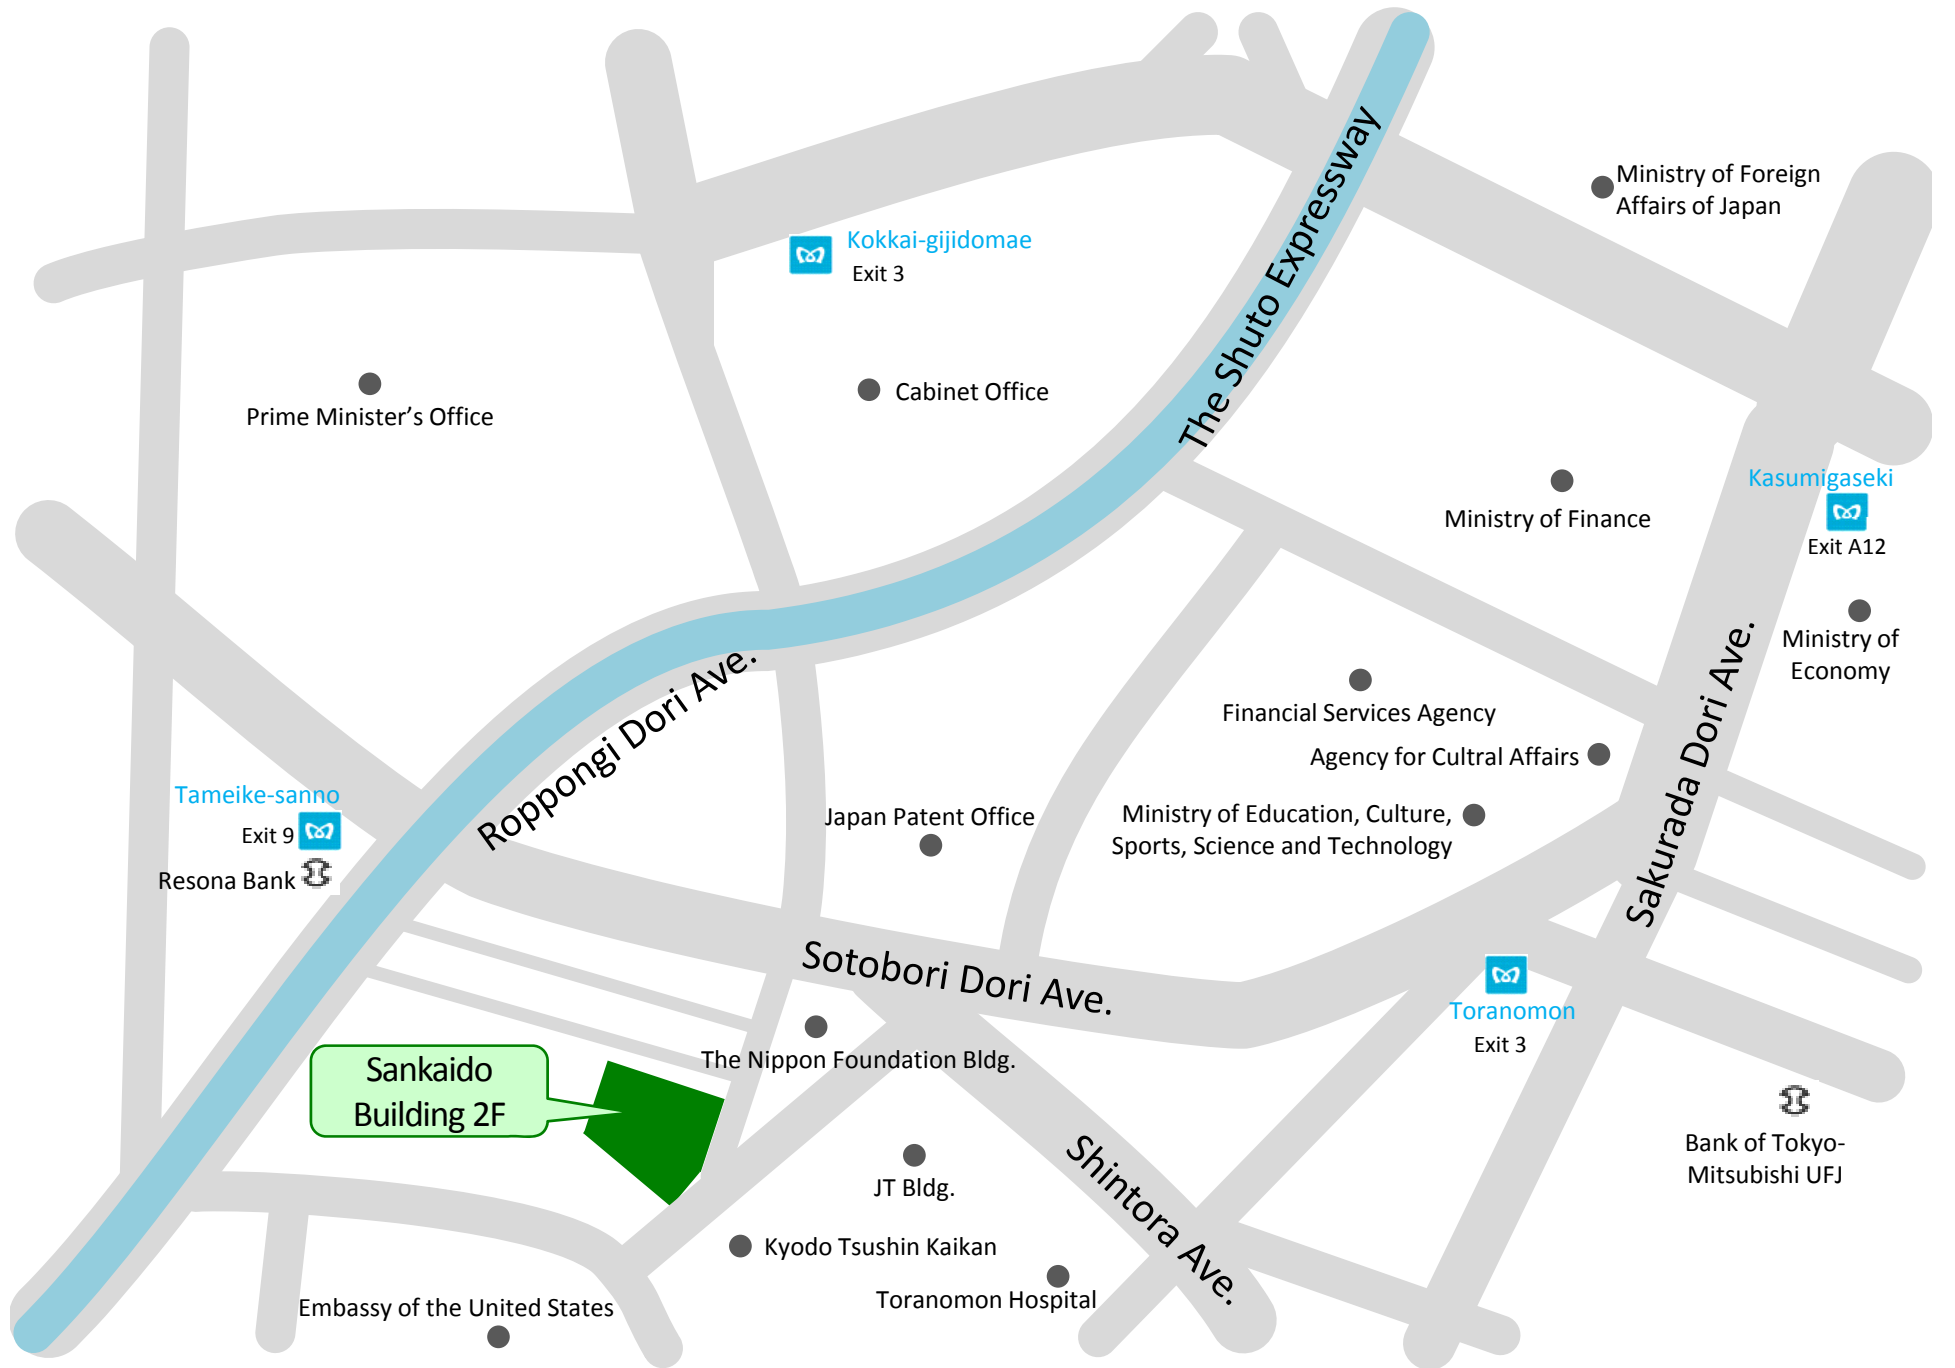 The Shuto Expressway
Ministry of Foreign
Affairs of Japan
Kokkai-gijidomae
Exit 3
Prime Minister’s Office
Cabinet Office
Kasumigaseki
Exit A12
Ministry of Finance
Ministry of
Economy
Roppongi Dori Ave.
Sakurada Dori Ave.
Financial Services Agency
Agency for Cultral Affairs
Tameike-sanno
Exit 9
Resona Bank
Japan Patent Office
Ministry of Education, Culture,
Sports, Science and Technology
Sotobori Dori Ave.
Toranomon
Exit 3
The Nippon Foundation Bldg.
Sankaido
Building 2F
Shintora Ave.
Bank of Tokyo-
Mitsubishi UFJ
JT Bldg.
Kyodo Tsushin Kaikan
Toranomon Hospital
Embassy of the United States